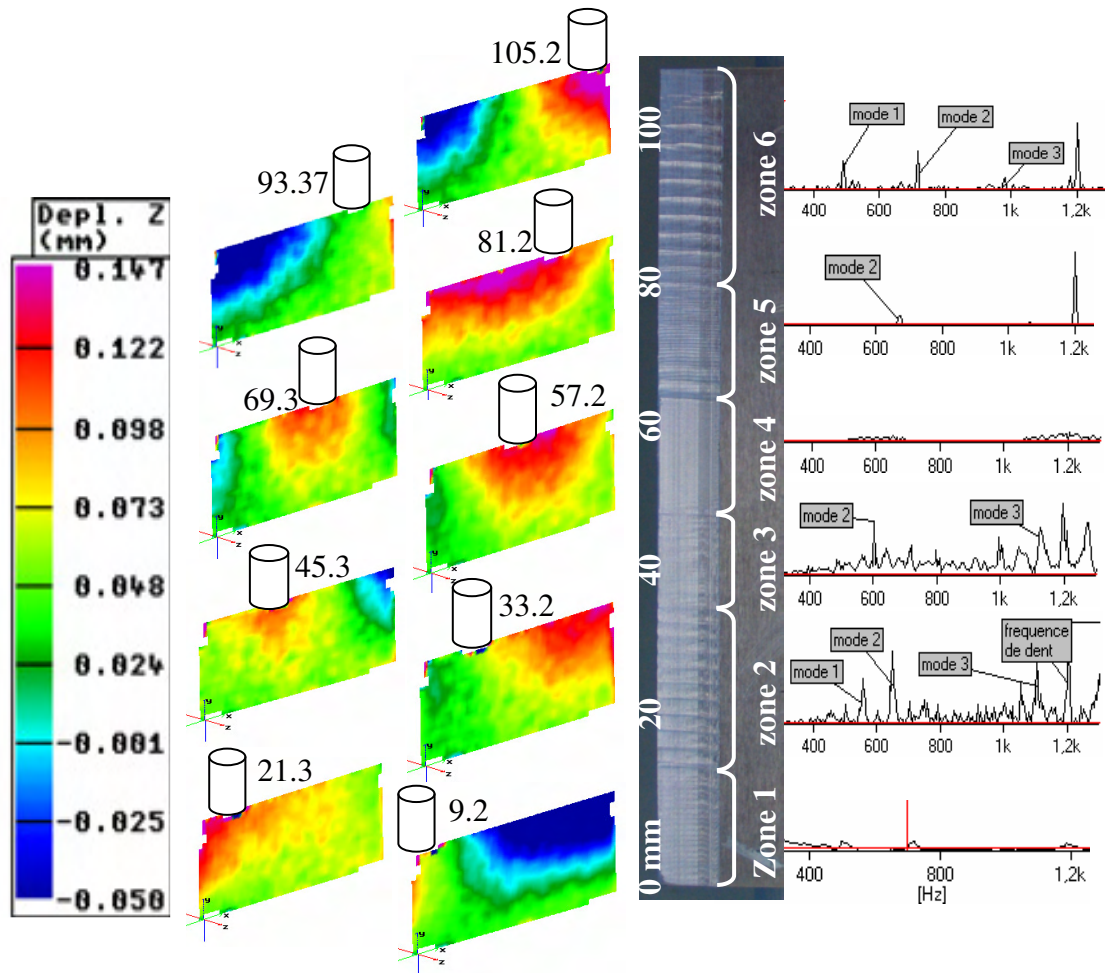 Depl. Z
(mm)
0.147
0.122
0.098
0.073
0.048
0.024
-0.001
-0.025
-0.050
105.2
93.37
81.2
69.3
57.2
45.3
33.2
21.3
9.2
100
80
60
40
20
0 mm
zone 6
zone 5
zone 4
zone 3
zone 2
Zone 1
mode 1
mode 2
mode 3
400 600 800 1k 1,2k
mode 2
400 600 800 1k 1.2k
400 600 800 1k 1,2k
mode 2
mode 3
400 600 800 1k 1,2k
mode 1
mode 2
mode 3
frequence
de dent
400 600 800 1k 1,2k
400 600 800 1k 1,2k
[Hz]